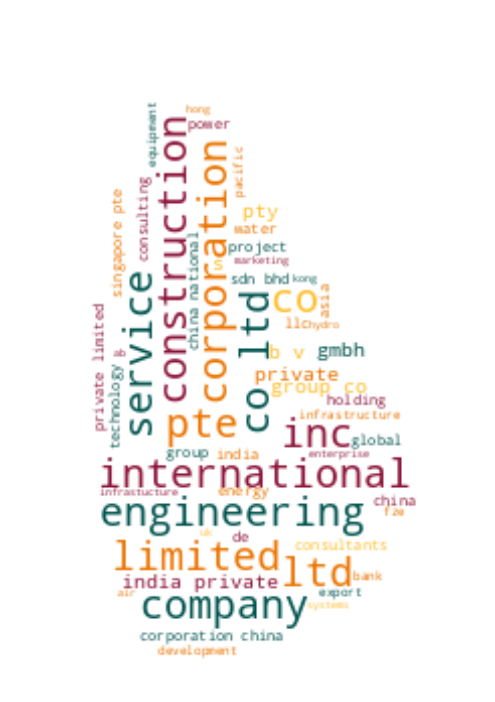 hong
power
equipment
construction
corporation
pacific
consulting
singapore pte
pty
water
project
marketing
china national
s
sdn bhd
kong
service
co ltd
co
asia
llc
hydro
private limited
technology
b
b v
gmbh
private
group co
holding
infrastructure
pte
inc
global
group
india
enterprise
international
infrastucture
energy
china
engineering
fze
uk
de
consultants
limited
ltd
bank
india private
air
export
company
systems
corporation china
development